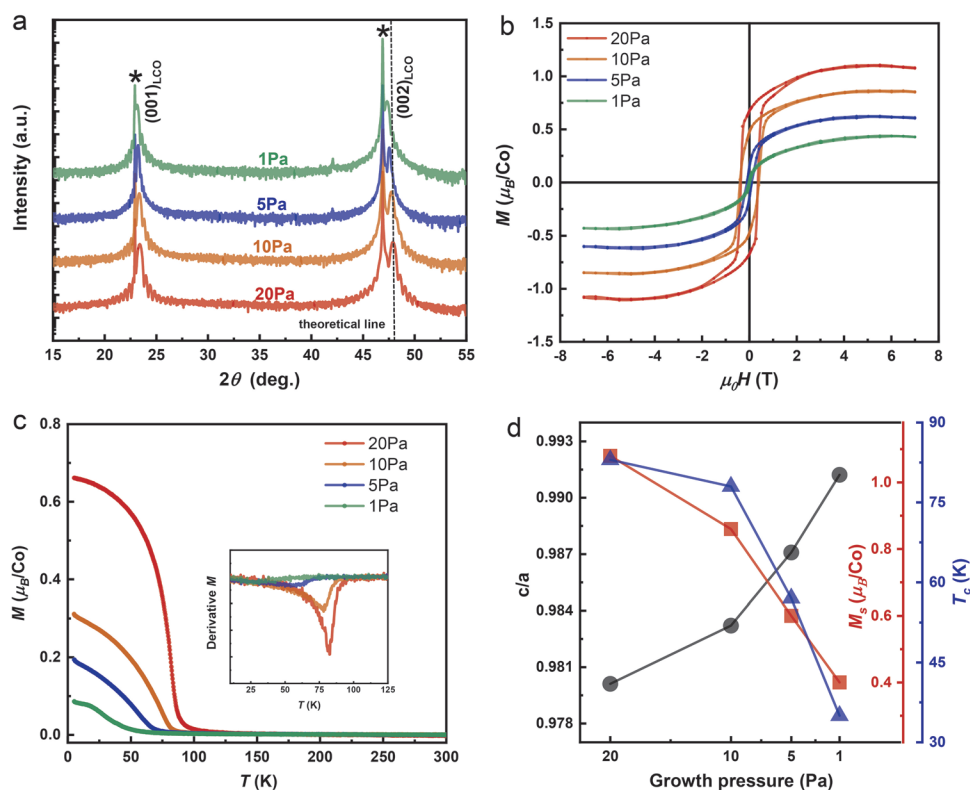 a
*
(001)LCO
*
(002)LCO
1Pa
5Pa
10Pa
20Pa
theoretical line
Intensity (a.u.)
15 20 25 30 35 40 45 50 55
2θ (deg.)
b
20Pa
10Pa
5Pa
1Pa
1.5
1.0
0.5
0.0
-0.5
-1.0
-1.5
M (μB/Co)
-8 -4 -2 0 2 4 6 8
μ0H (T)
c
20Pa
10Pa
5Pa
1Pa
0.8
0.6
0.4
0.2
0.0
M (μB/Co)
0 50 100 150 200 250 300
T (K)
Derivative M
25 50 75 100 125
T (K)
d
0.993
0.990
0.987
0.984
0.981
0.978
c/a
20 10 5 1
Growth pressure (Pa)
1.0
0.8
0.6
0.4
Ms (μB/Co)
90
75
60
45
30
Tc (K)